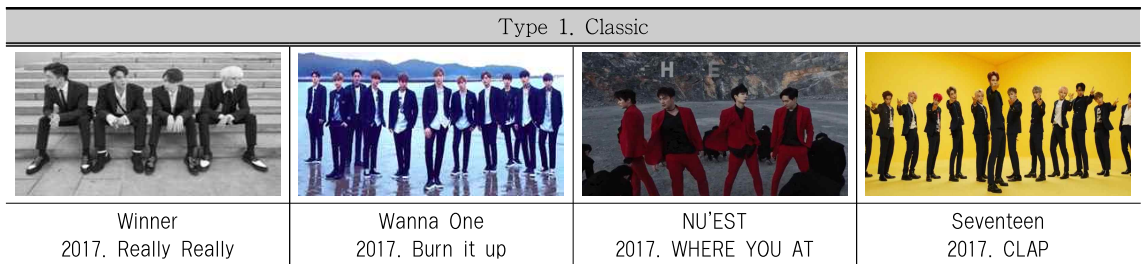 Type 1. Classic
H E
Winner
2017. Really Really
Wanna One
2017. Burn it up
NU'EST
2017. WHERE YOU AT
Seventeen
2017. CLAP